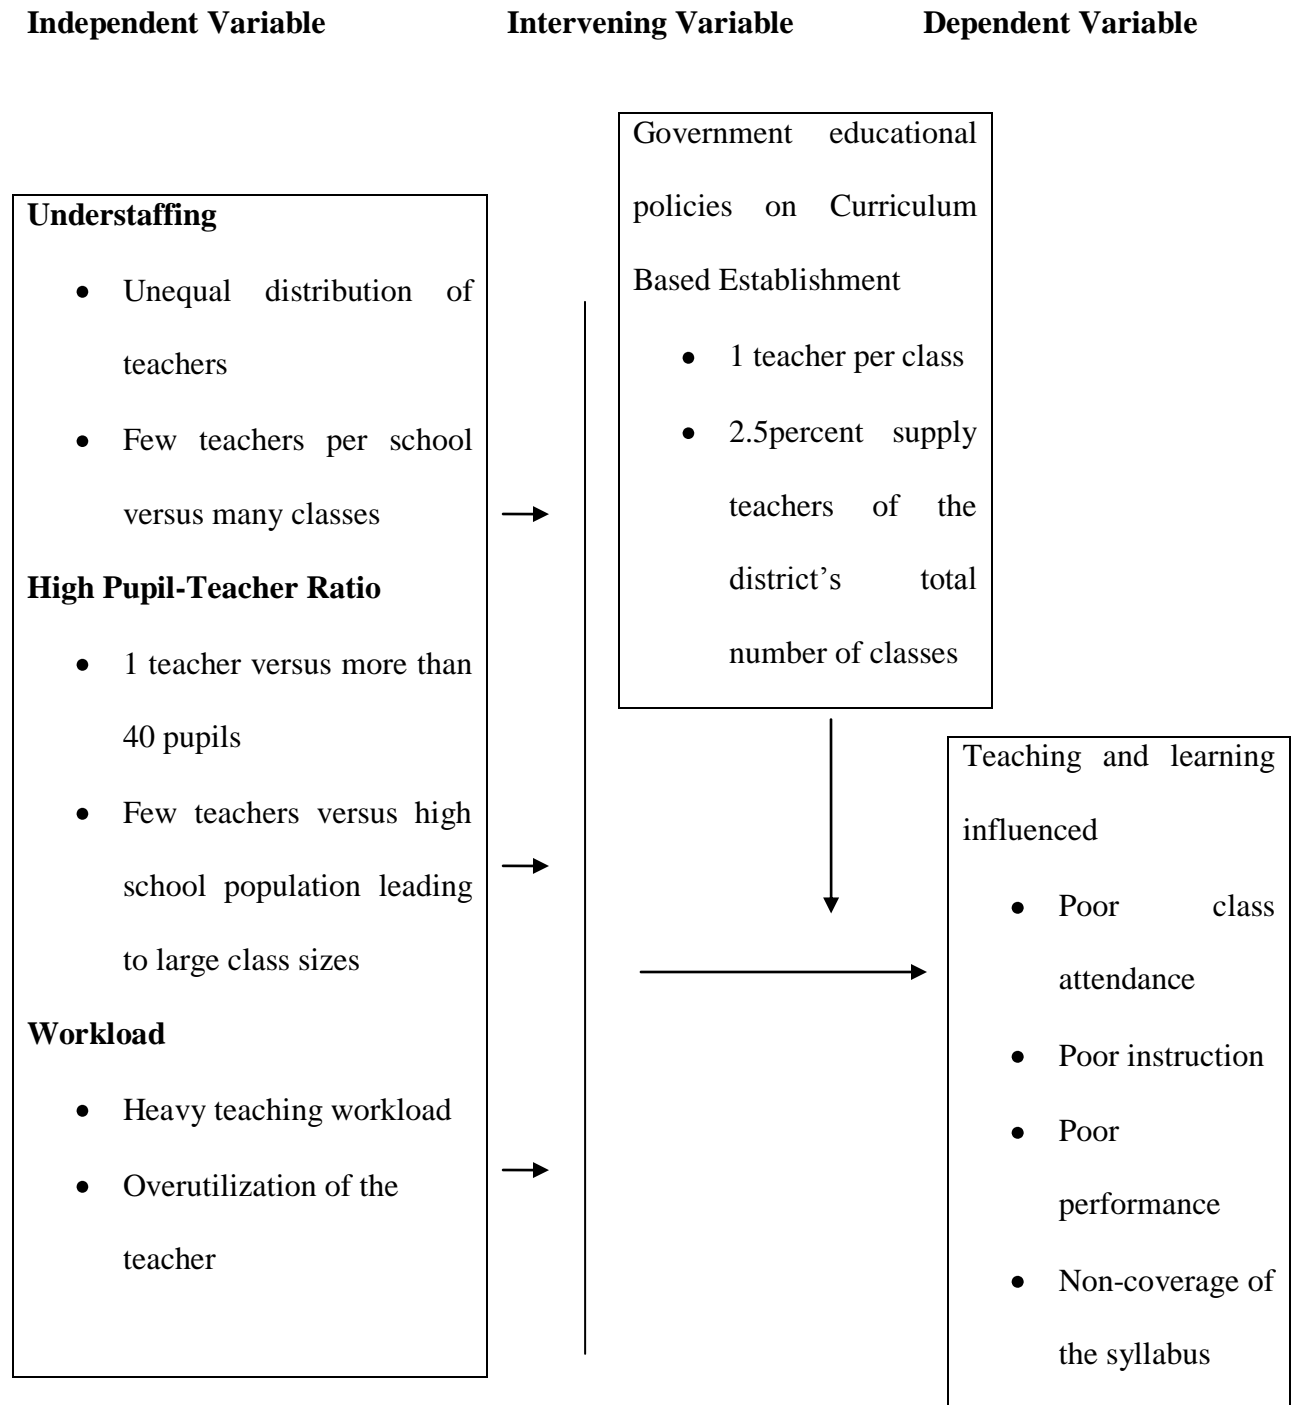 Independent Variable Intervening Variable Dependent Variable
Understaffing
• Unequal distribution of
teachers
• Few teachers per school
versus many classes
High Pupil-Teacher Ratio
• 1 teacher versus more than
40 pupils
• Few teachers versus high
school population leading
to large class sizes
Workload
• Heavy teaching workload
• Overutilization of the
teacher
Government educational
policies on Curriculum
Based Establishment
• 1 teacher per class
• 2.5percent supply
teachers of the
district’s total
number of classes
Teaching and learning
influenced
• Poor class
attendance
• Poor instruction
• Poor
performance
• Non-coverage of
the syllabus